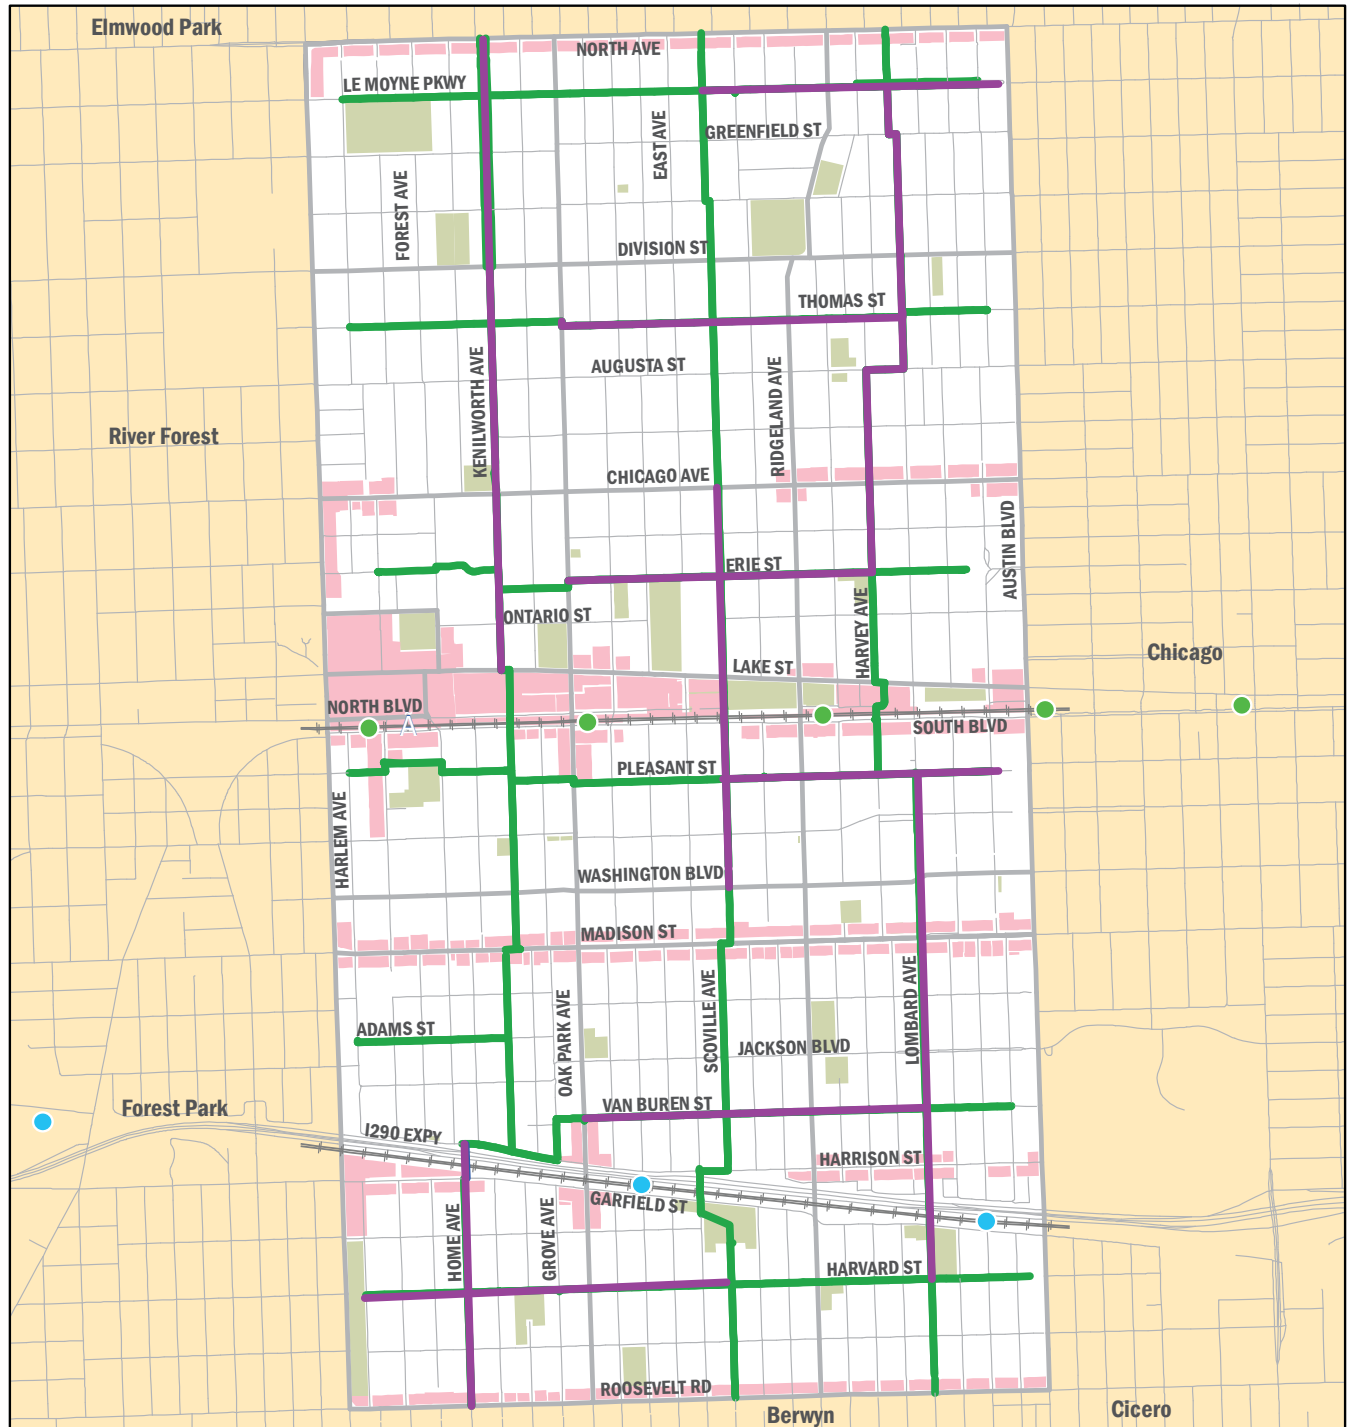 Elmwood Park
NORTH AVE
LE MOYNE PKWY
GREENFIELD ST
EAST AVE
FOREST AVE
DIVISION ST
THOMAS ST
AUGUSTA ST
KENILWORTH AVE
RIDGELAND AVE
River Forest
CHICAGO AVE
AUSTIN BLVD
ERIE ST
ONTARIO ST
HARVEY AVE
LAKE ST
Chicago
NORTH BLVD
SOUTH BLVD
PLEASANT ST
HARLEM AVE
WASHINGTON BLVD
MADISON ST
ADAMS ST
OAK PARK AVE
SCOVILLE AVE
JACKSON BLVD
LOMBARD AVE
Forest Park
VAN BUREN ST
I290 EXPY
HARRISON ST
GARFIELD ST
HOME AVE
GROVE AVE
HARVARD ST
ROOSEVELT RD
Berwyn
Cicero